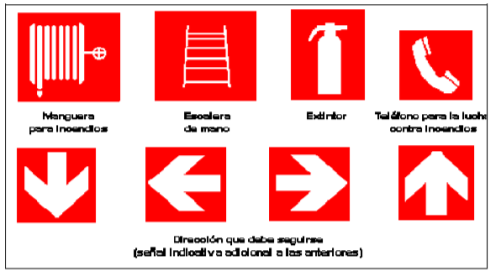 Manguera
para incendios
Escalera
de mano
Extintor
Teléfono para la lucha
contra incendios
Dirección que debe seguirse
(señal indicativa adicional a las anteriores)